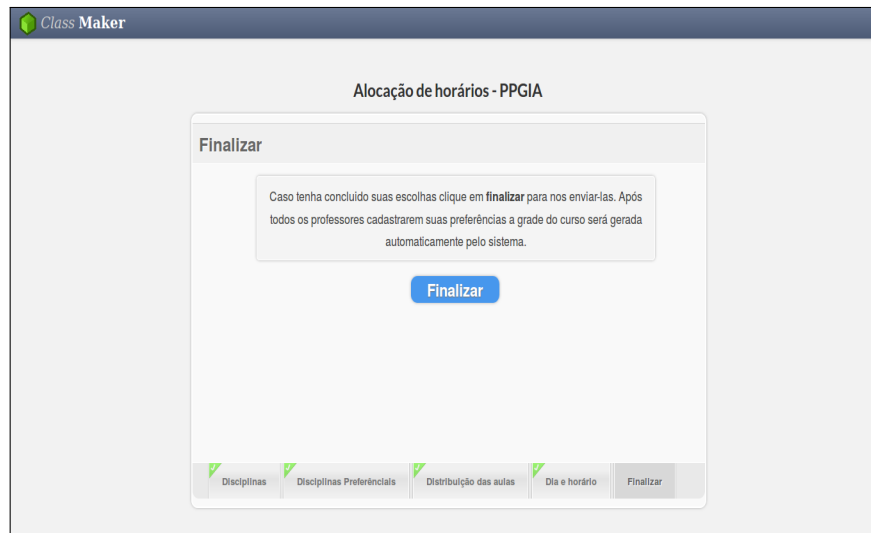 Class Maker
Alocação de horários - PPGIA
Finalizar
Caso tenha concluido suas escolhas clique em finalizar para nos enviar-las. Após
todos os professores cadastrarem suas preferências a grade do curso será gerada
automaticamente pelo sistema.
Finalizar
Disciplinas
Disciplinas Preferênciais
Distribuição das aulas
Dia e horário
Finalizar